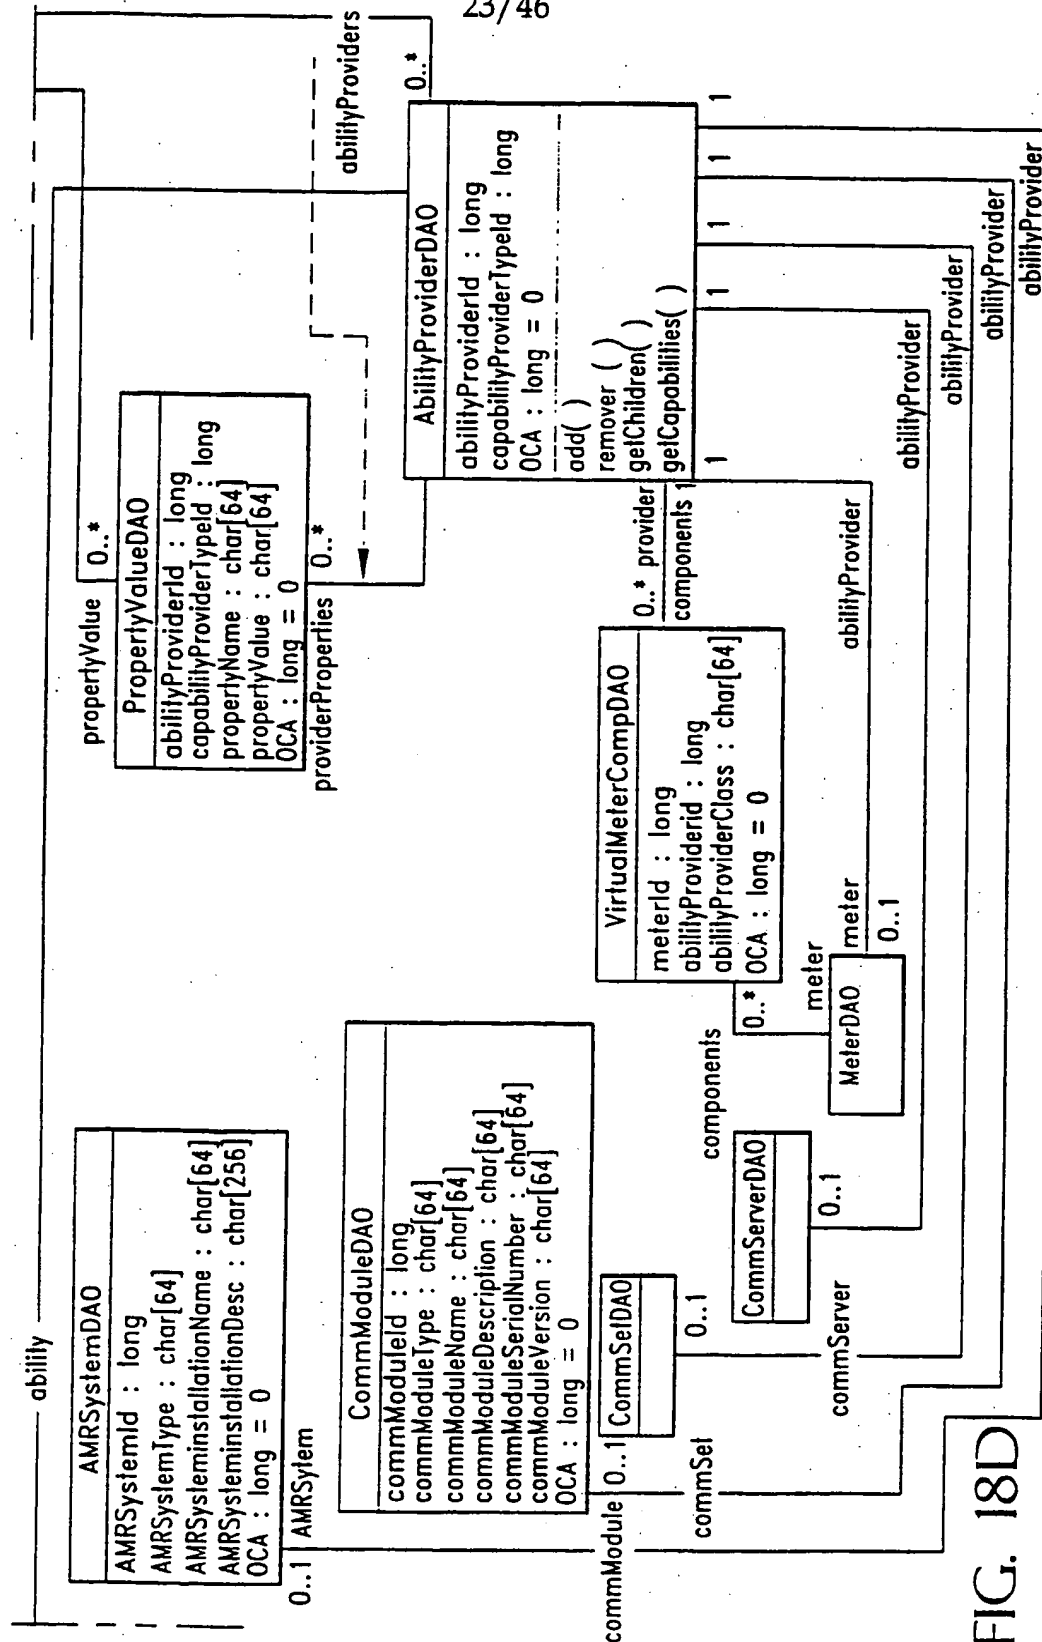 23/46
ability
AMRSystemDAO
AMRSystemId : long
AMRSystemType : char[64]
AMRSysteminstallationName : char[64]
AMRSysteminstallationDesc : char[256]
OCA : long = 0
0..1 AMRSytem
CommModuleDAO
commModuleId : long
commModuleType : char[64]
commModuleName : char[64]
commModuleDescription : char[64]
commModuleSerialNumber : char[64]
commModuleVersion : char[64]
OCA : long = 0
commModule 0..1
CommSetDAO
commSet
0..1
CommServerDAO
commServer
0..1
propertyValue 0..*
PropertyValueDAO
abilityProviderId : long
capabilityProviderTypeId : long
propertyName : char[64]
propertyValue : char[64]
OCA : long = 0
providerProperties 0..*
VirtualMeterCompDAO
meterId : long
abilityProviderid : long
abilityProviderClass : char[64]
OCA : long = 0
0..* provider
components 1
components 0..*
meter
MeterDAO
meter
0..1
abilityProviders
0..*
AbilityProviderDAO
abilityProviderId : long
capabilityProviderTypeId : long
OCA : long = 0
add( )
remover ( )
getChildren( )
getCapabilities( )
1
1
1
1
1
abilityProvider
abilityProvider
abilityProvider
abilityProvider
abilityProvider
FIG. 18D